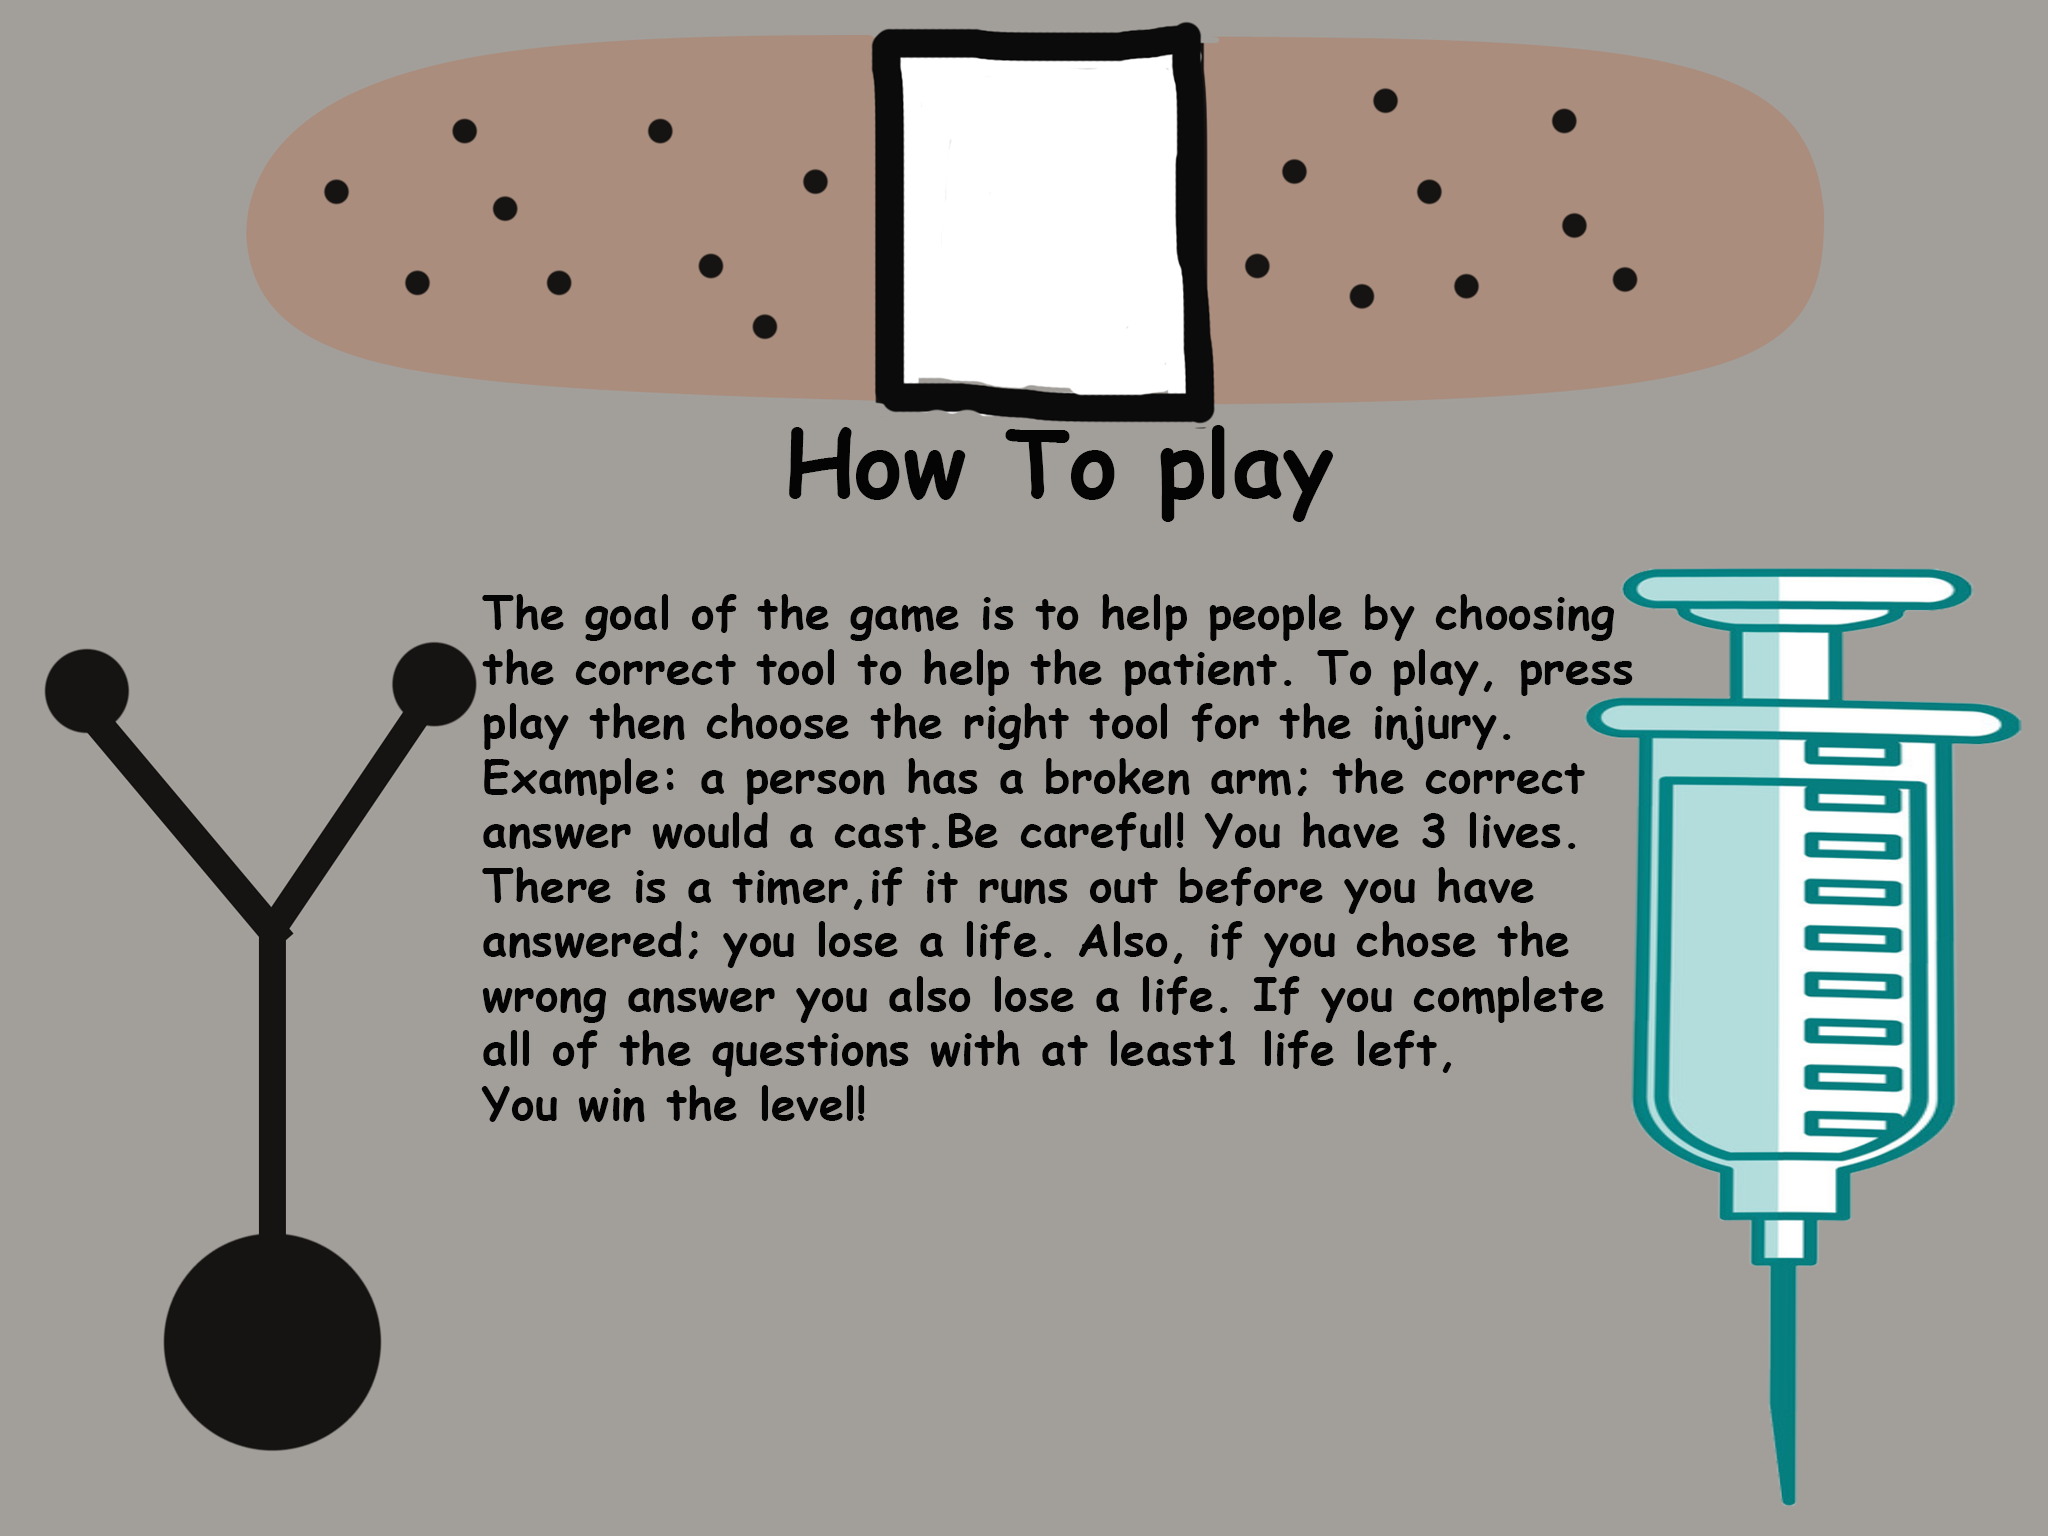 How To play
The goal of the game is to help people by choosing
the correct tool to help the patient. To play, press
play then choose the right tool for the injury.
Example: a person has a broken arm; the correct
answer would a cast.Be careful! You have 3 lives.
There is a timer,if it runs out before you have
answered; you lose a life. Also, if you chose the
wrong answer you also lose a life. If you complete
all of the questions with at least1 life left,
You win the level!